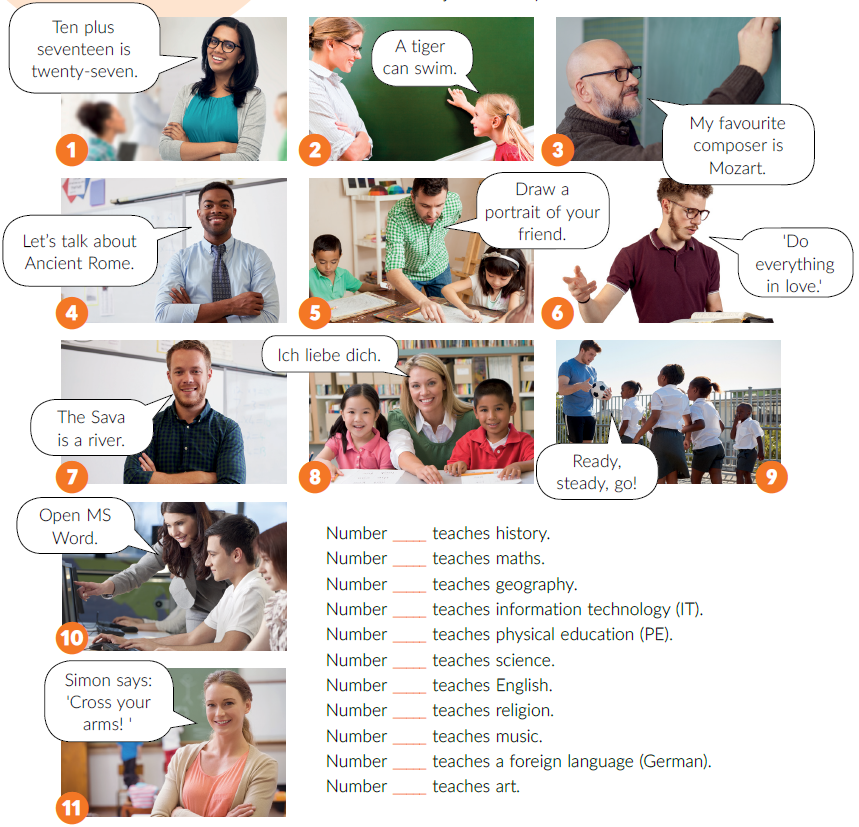 Ten plus
seventeen is
twenty-seven.
1
A tiger
can swim.
2
My favourite
composer is
Mozart.
3
Let's talk about
Ancient Rome.
4
Draw a
portrait of your
friend.
5
'Do
everything
in love.'
6
The Sava
is a river.
7
Ich liebe dich.
8
Ready,
steady, go!
9
Open MS
Word.
10
Simon says:
'Cross your
arms! '
11
Number ____ teaches history.
Number ____ teaches maths.
Number ____ teaches geography.
Number ____ teaches information technology (IT).
Number ____ teaches physical education (PE).
Number ____ teaches science.
Number ____ teaches English.
Number ____ teaches religion.
Number ____ teaches music.
Number ____ teaches a foreign language (German).
Number ____ teaches art.